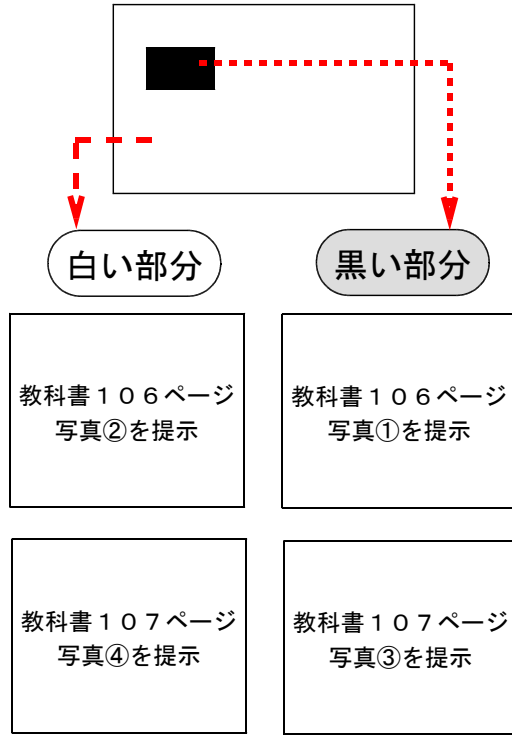 白い部分
黒い部分
教科書１０６ページ
写真②を提示
教科書１０６ページ
写真①を提示
教科書１０７ページ
写真④を提示
教科書１０７ページ
写真③を提示